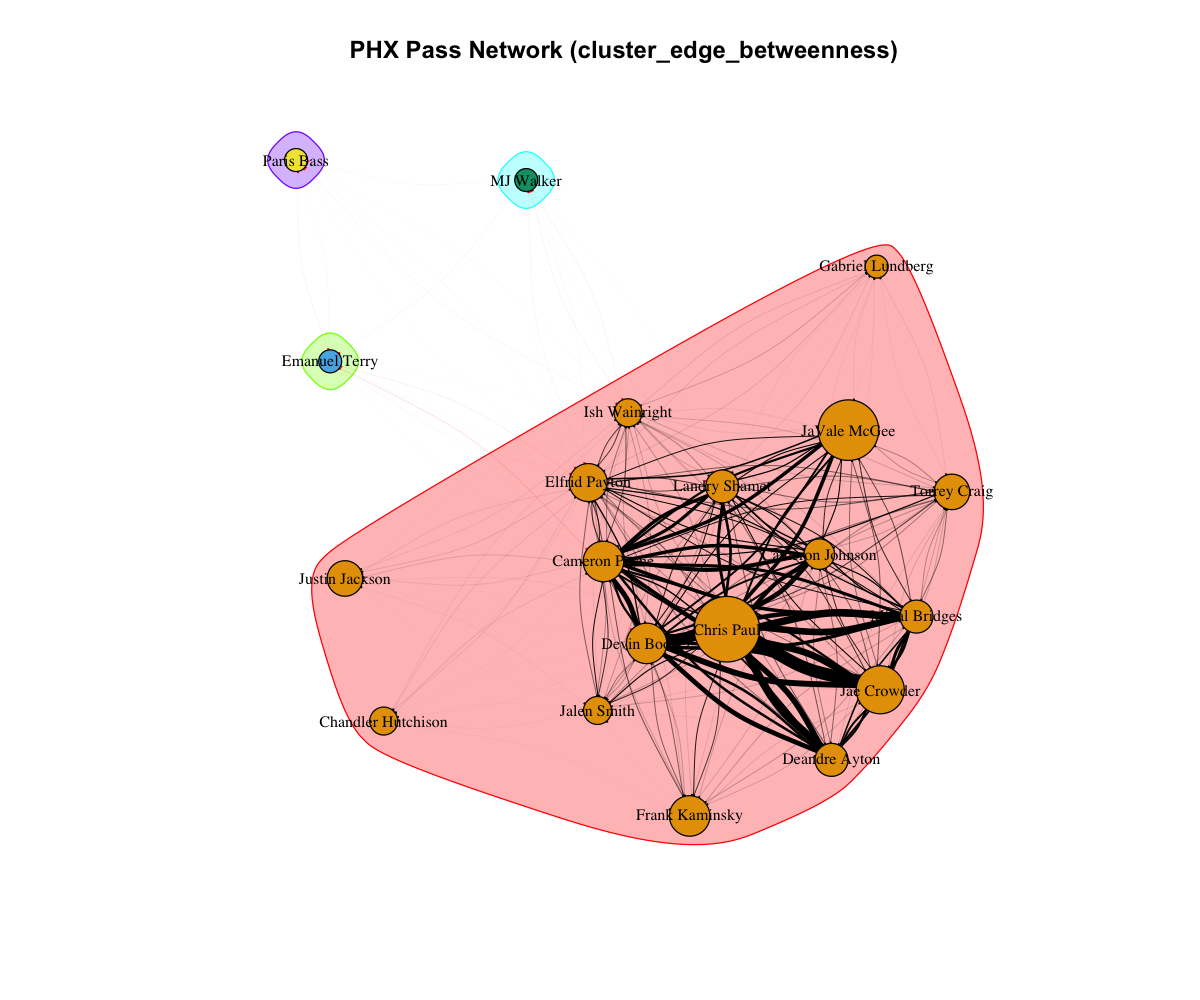 PHX Pass Network (cluster_edge_betweenness)
Paris Bass
MJ Walker
Gabriel Lundberg
Emanuel Terry
Ish Wainright
JaVale McGee
Elfrid Payton
Landry Shamet
Torrey Craig
Cameron Payne
Cameron Johnson
Justin Jackson
Mikal Bridges
Chris Paul
Devin Booker
Jae Crowder
Jalen Smith
Chandler Hutchison
Deandre Ayton
Frank Kaminsky